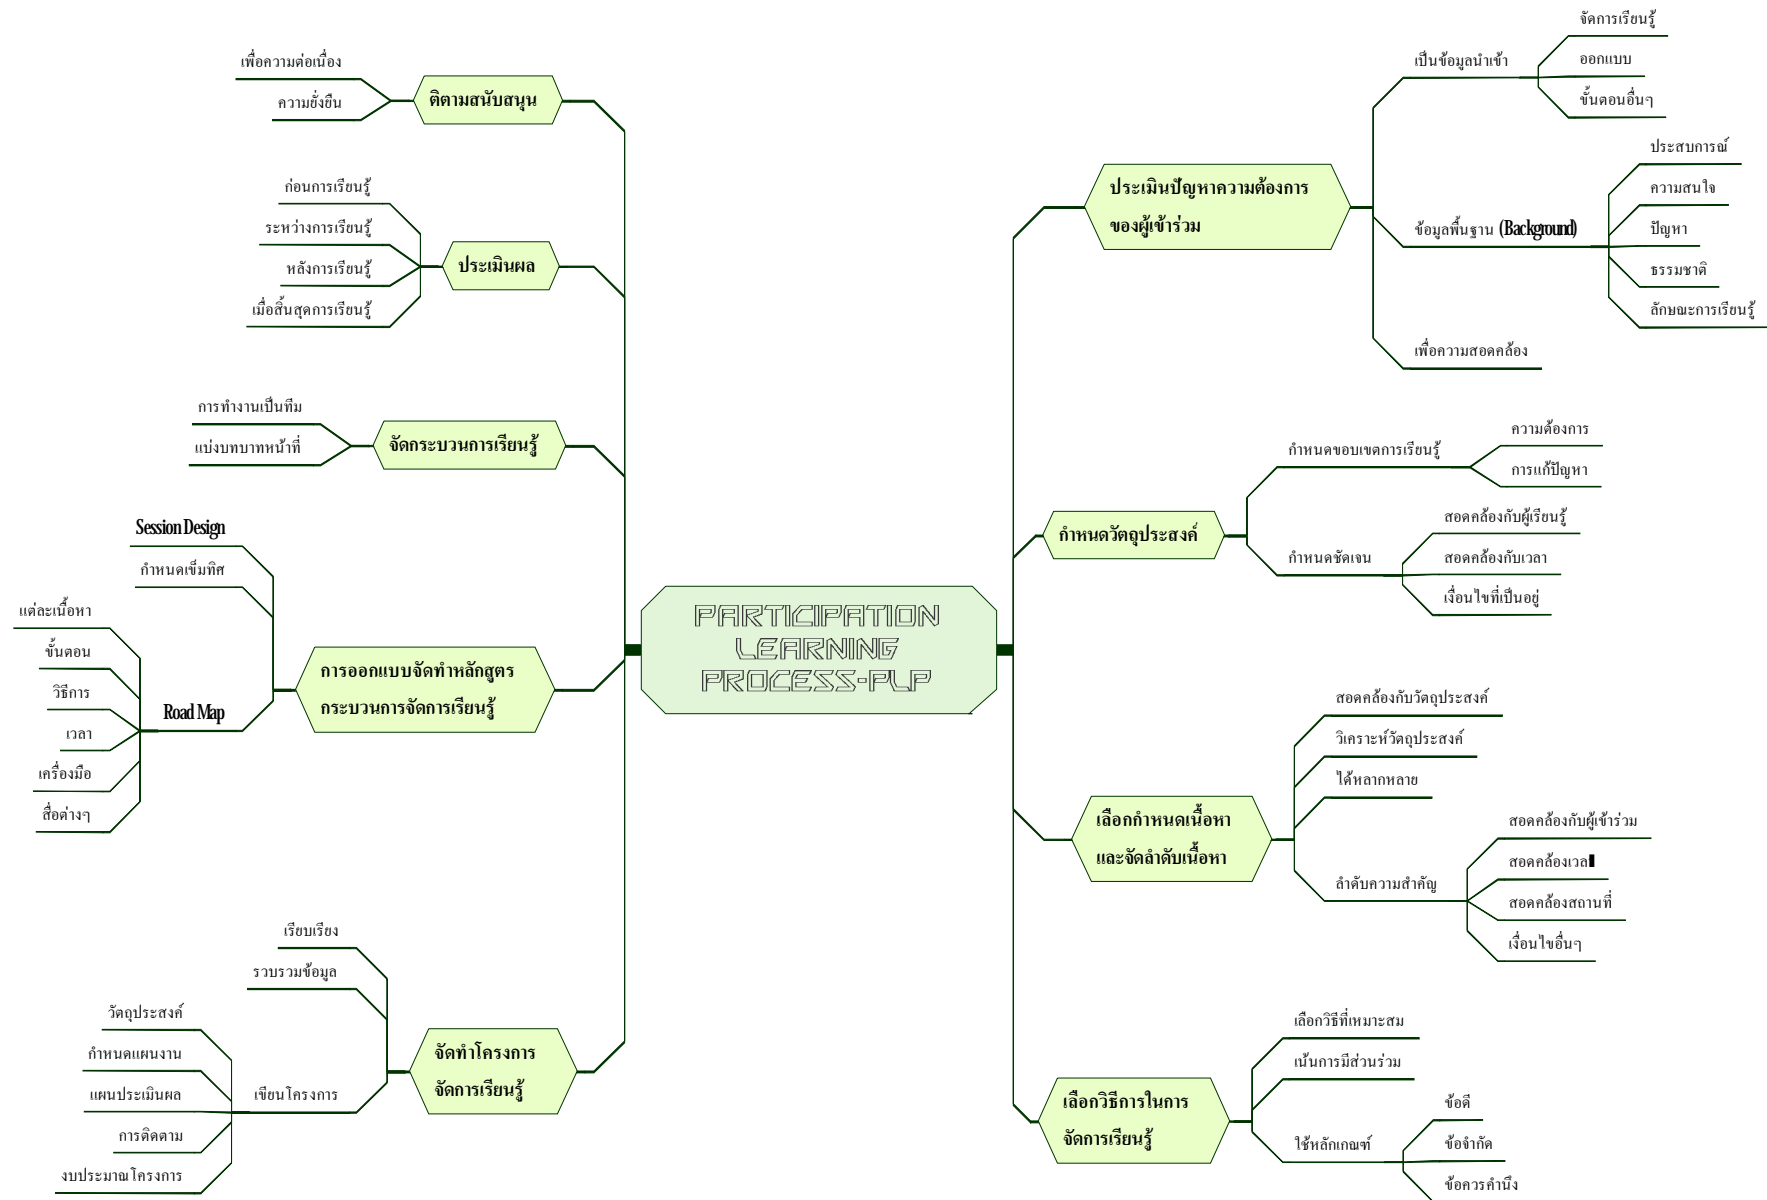 PARTICIPATION
LEARNING
PROCESS-PLP
ประเมินปัญหาความต้องการ
ของผู้เข้าร่วม
เป็นข้อมูลนำเข้า
จัดการเรียนรู้
ออกแบบ
ขั้นตอนอื่นๆ
ข้อมูลพื้นฐาน (Background)
ประสบการณ์
ความสนใจ
ปัญหา
ธรรมชาติ
ลักษณะการเรียนรู้
เพื่อความสอดคล้อง
กำหนดวัตถุประสงค์
กำหนดขอบเขตการเรียนรู้
ความต้องการ
การแก้ปัญหา
กำหนดชัดเจน
สอดคล้องกับผู้เรียนรู้
สอดคล้องกับเวลา
เงื่อนไขที่เป็นอยู่
เลือกกำหนดเนื้อหา
และจัดลำดับเนื้อหา
สอดคล้องกับวัตถุประสงค์
วิเคราะห์วัตถุประสงค์
ได้หลากหลาย
ลำดับความสำคัญ
สอดคล้องกับผู้เข้าร่วม
สอดคล้องเวล
สอดคล้องสถานที่
เงื่อนไขอื่นๆ
เลือกวิธีการในการ
จัดการเรียนรู้
เลือกวิธีที่เหมาะสม
เน้นการมีส่วนร่วม
ใช้หลักเกณฑ์
ข้อดี
ข้อจำกัด
ข้อควรคำนึง
จัดทำโครงการ
จัดการเรียนรู้
เรียบเรียง
รวบรวมข้อมูล
เขียนโครงการ
วัตถุประสงค์
กำหนดแผนงาน
แผนประเมินผล
การติดตาม
งบประมาณโครงการ
การออกแบบจัดทำหลักสูตร
กระบวนการจัดการเรียนรู้
Session Design
กำหนดเข็มทิศ
Road Map
แต่ละเนื้อหา
ขั้นตอน
วิธีการ
เวลา
เครื่องมือ
สื่อต่างๆ
จัดกระบวนการเรียนรู้
การทำงานเป็นทีม
แบ่งบทบาทหน้าที่
ประเมินผล
ก่อนการเรียนรู้
ระหว่างการเรียนรู้
หลังการเรียนรู้
เมื่อสิ้นสุดการเรียนรู้
ติตามสนับสนุน
เพื่อความต่อเนื่อง
ความยั่งยืน